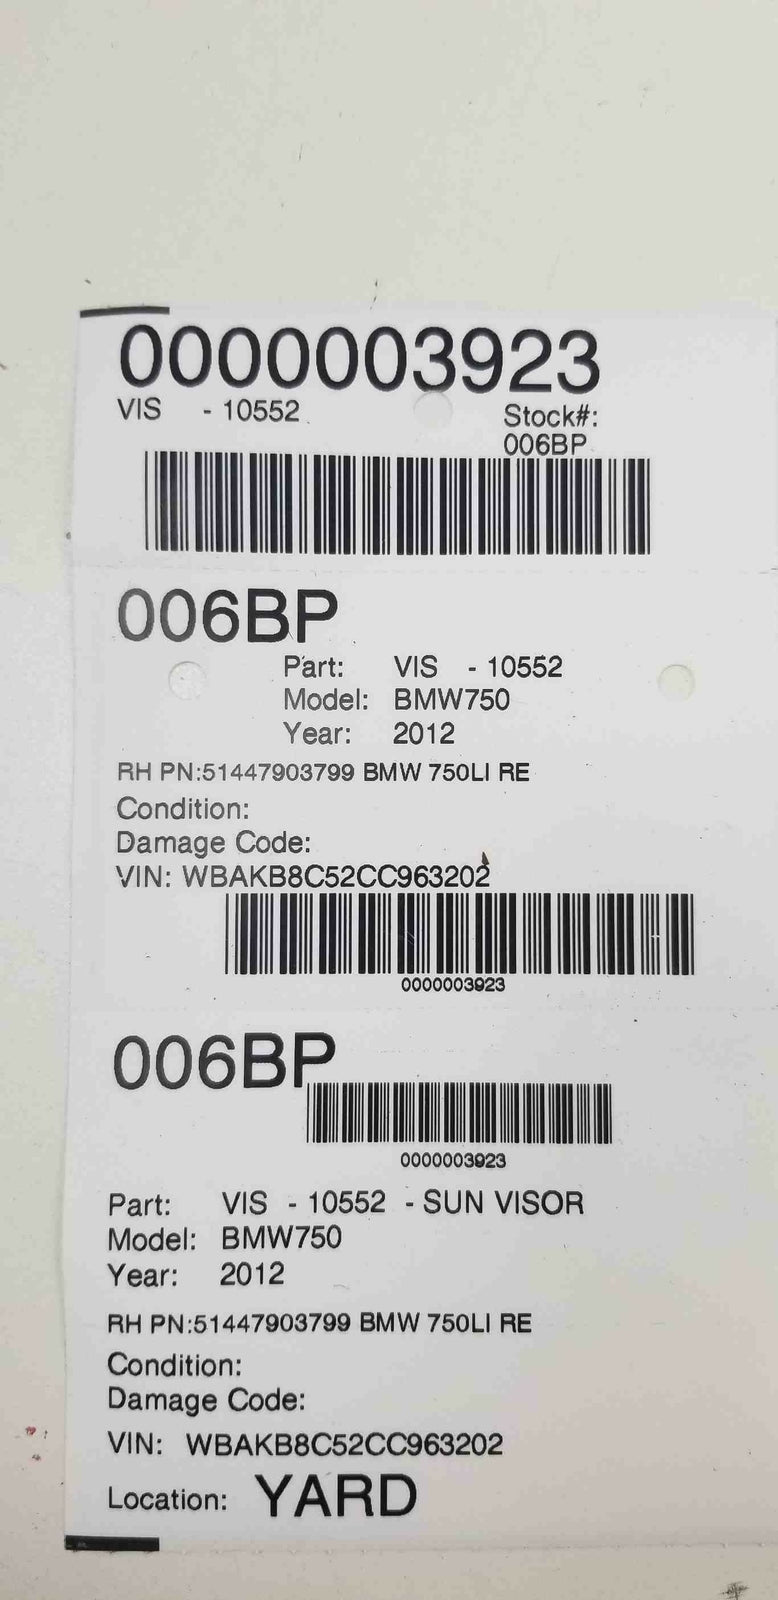 0000003923
VIS - 10552
Stock#:
006BP
006BP
Part: VIS - 10552
Model: BMW750
Year: 2012
RH PN:51447903799 BMW 750LI RE
Condition:
Damage Code:
VIN: WBAKB8C52CC963202
0000003923
006BP
0000003923
Part: VIS - 10552 - SUN VISOR
Model: BMW750
Year: 2012
RH PN:51447903799 BMW 750LI RE
Condition:
Damage Code:
VIN: WBAKB8C52CC963202
Location: YARD